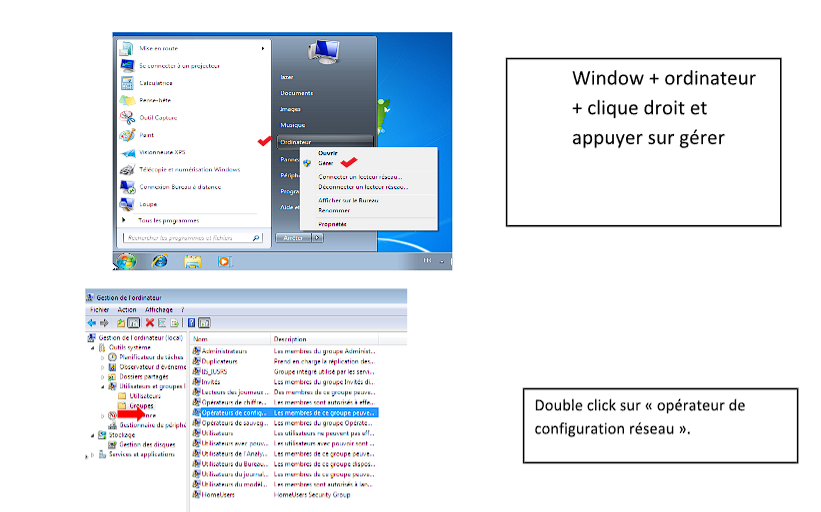 Mise en route
Se connecter à un projecteur
Calculatrice
Pense-bête
Outil Capture
Paint
Visionneuse XPS
Télécopie et numérisation Windows
Connexion Bureau à distance
Loupe
Tous les programmes
Rechercher les programmes et fichiers
lazer
Documents
Images
Musique
Ordinateur
Pannea
Périphe
Progra
Aide et
Arrêter
Ouvrir
Gérer
Connecter un lecteur réseau...
Déconnecter un lecteur réseau...
Afficher sur le Bureau
Renommer
Propriétés
FR
Window + ordinateur
+ clique droit et
appuyer sur gérer
Gestion de l'ordinateur
Fichier Action Affichage ?
Gestion de l'ordinateur (local)
Outils système
Planificateur de tâches
Observateur d'événeme
Dossiers partagés
Utilisateurs et groupes l
Utilisateurs
Groupes
Gestionnaire de périphe
Stockage
Gestion des disques
Services et applications
Nom Description
Administrateurs Les membres du groupe Administ...
Duplicateurs Prend en charge la réplication des...
IIS_IUSRS Groupe intégré utilisé par les servi...
Invités Les membres du groupe Invités di...
Lecteurs des journaux ... Des membres de ce groupe peuve...
Opérateurs de chiffre... Les membres sont autorisés à effe...
Opérateurs de config... Les membres de ce groupe peuve...
Opérateurs de sauveg... Les membres du groupe Opérate...
Utilisateurs Les utilisateurs ne peuvent pas eff...
Utilisateurs avec pouv... Les utilisateurs avec pouvoir sont ...
Utilisateurs de l'Analy... Les membres de ce groupe peuve...
Utilisateurs du Bureau... Les membres de ce groupe dispos...
Utilisateurs du journal... Les membres de ce groupe peuve...
Utilisateurs du model... Les membres sont autorisés à lan...
HomeUsers HomeUsers Security Group
Double click sur « opérateur de
configuration réseau ».